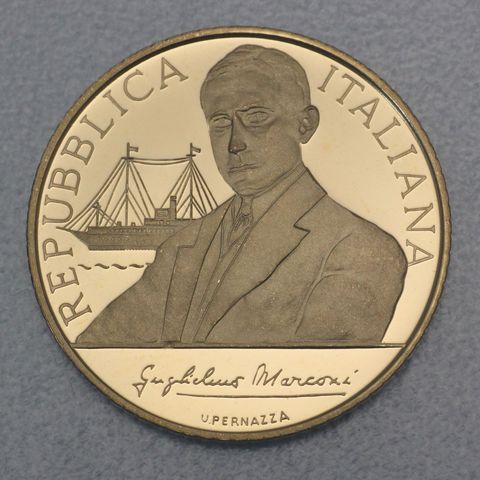 REPUBBLICA ITALIANA
Guglielmo Marconi
U.PERNAZZA